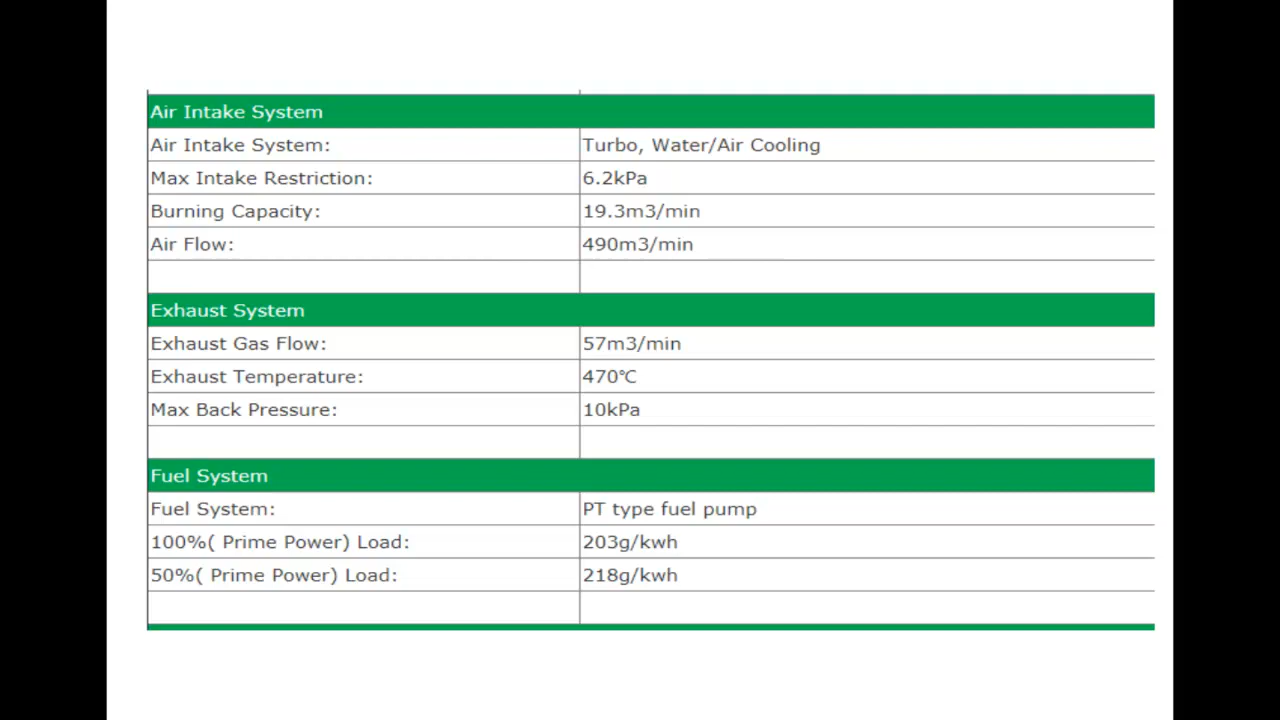 Air Intake System
Air Intake System: Turbo, Water/Air Cooling
Max Intake Restriction: 6.2kPa
Burning Capacity: 19.3m3/min
Air Flow: 490m3/min
Exhaust System
Exhaust Gas Flow: 57m3/min
Exhaust Temperature: 470℃
Max Back Pressure: 10kPa
Fuel System
Fuel System: PT type fuel pump
100%( Prime Power) Load: 203g/kwh
50%( Prime Power) Load: 218g/kwh